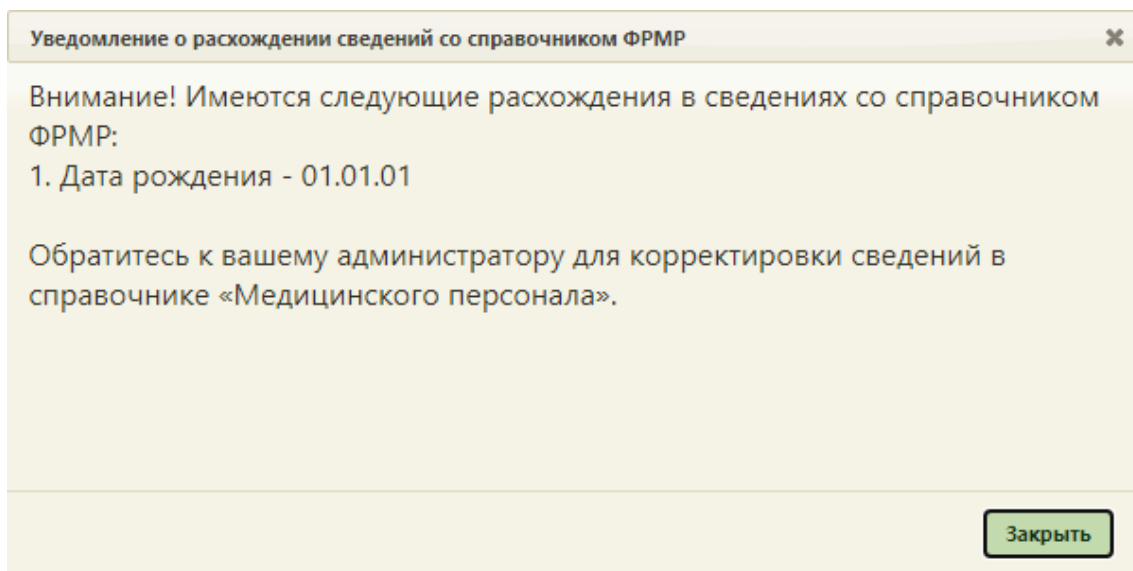 Уведомление о расхождении сведений со справочником ФРМР
Внимание! Имеются следующие расхождения в сведениях со справочником
ФРМР:
1. Дата рождения - 01.01.01
Обратитесь к вашему администратору для корректировки сведений в
справочнике «Медицинского персонала».
Закрыть